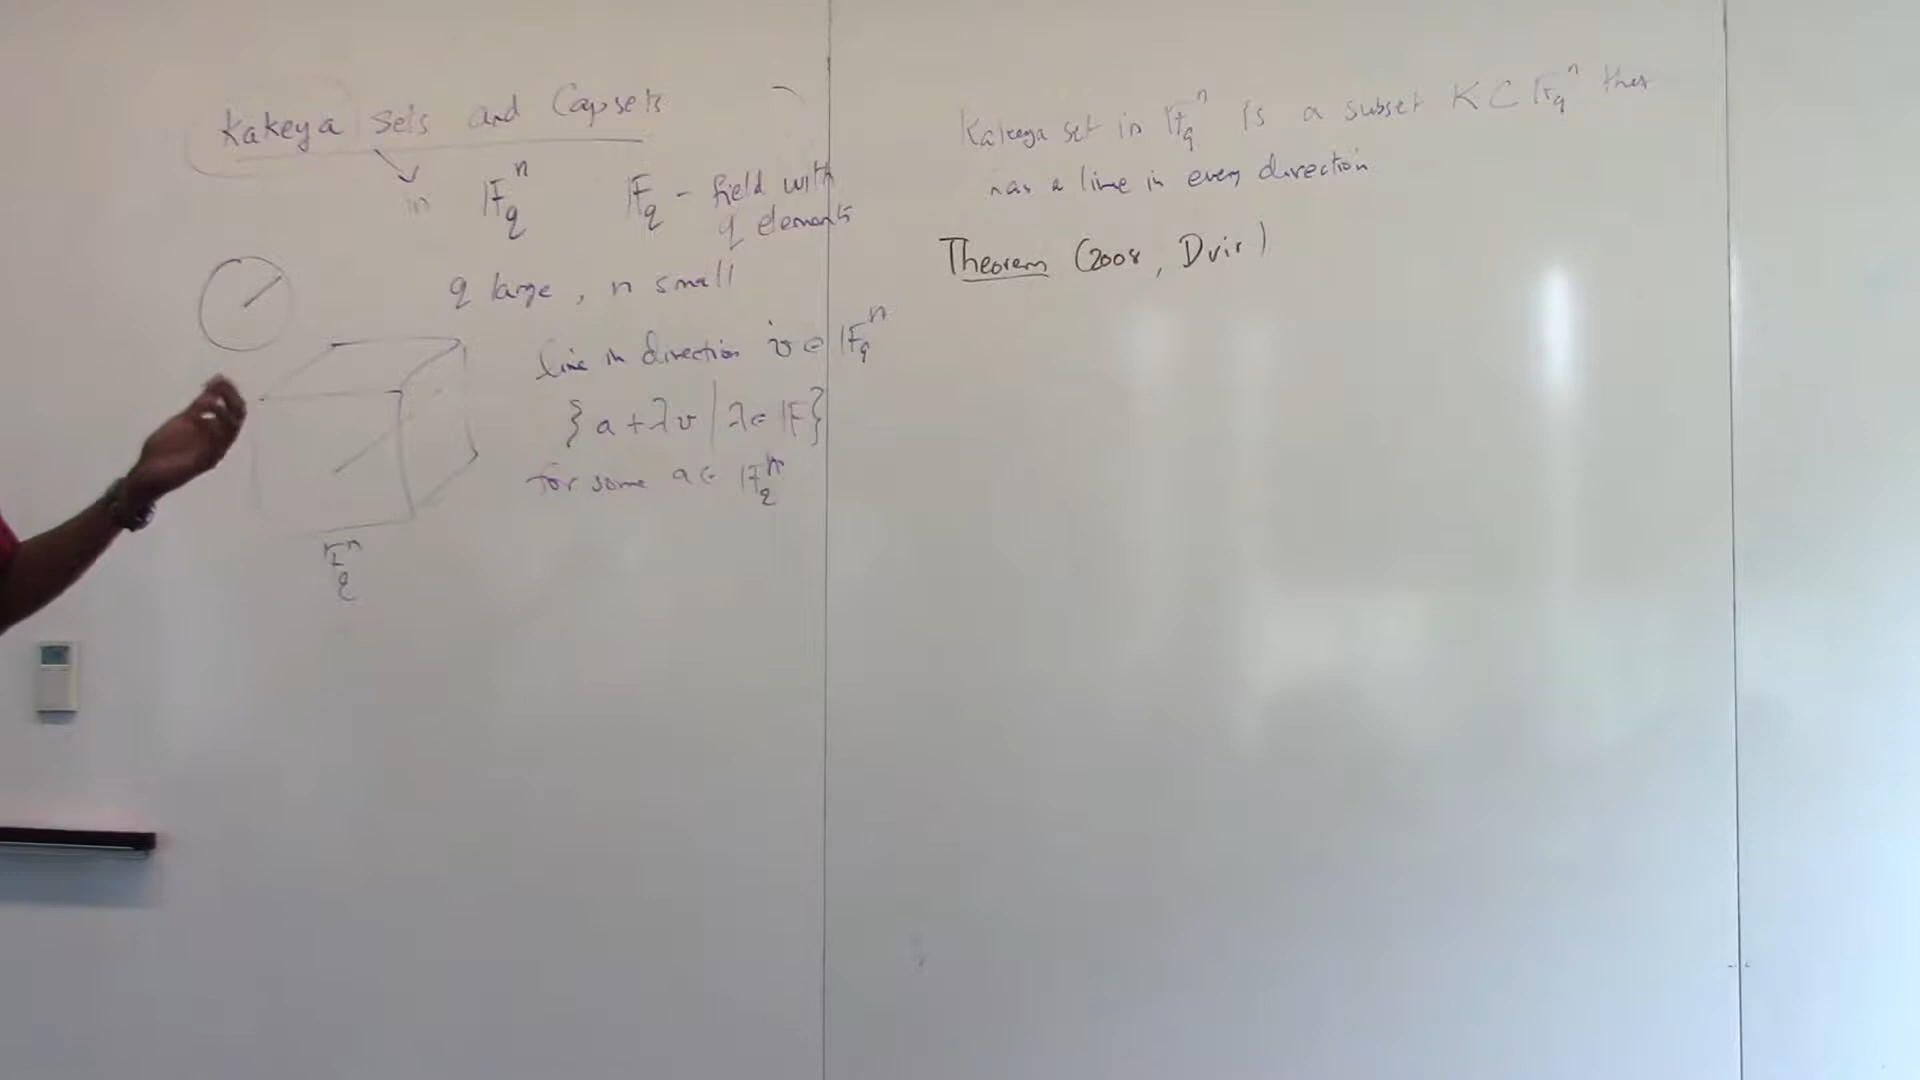 Kakeya Sets and Capsets
in 𝔽_q^n 𝔽_q - field with
q elements
q large, n small
line in direction v ∈ 𝔽_q^n
{a + λv | λ ∈ 𝔽}
for some a ∈ 𝔽_q^n
𝔽_q^n
Kakeya set in 𝔽_q^n is a subset K ⊂ 𝔽_q^n that
has a line in every direction
Theorem (2008, Dvir)